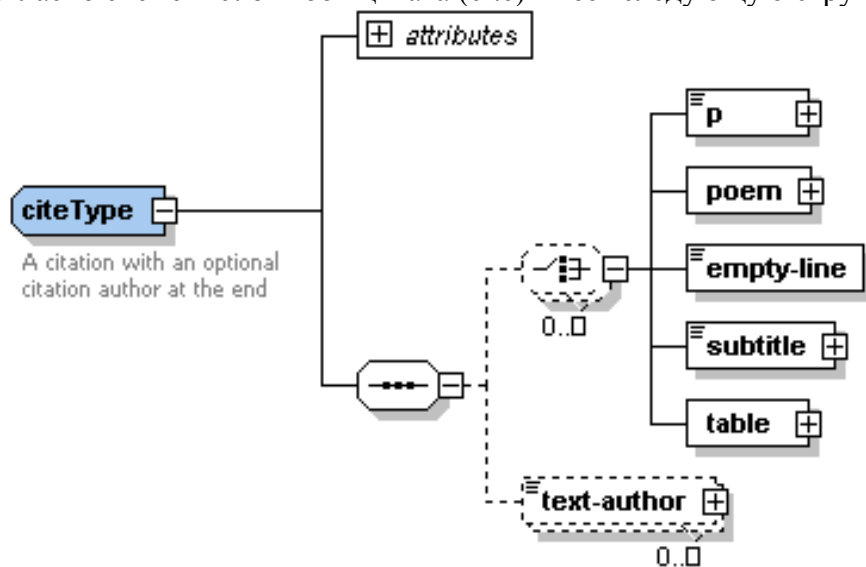 attributes
p
poem
citeType
empty-line
A citation with an optional
citation author at the end
0..
subtitle
table
text-author
0..